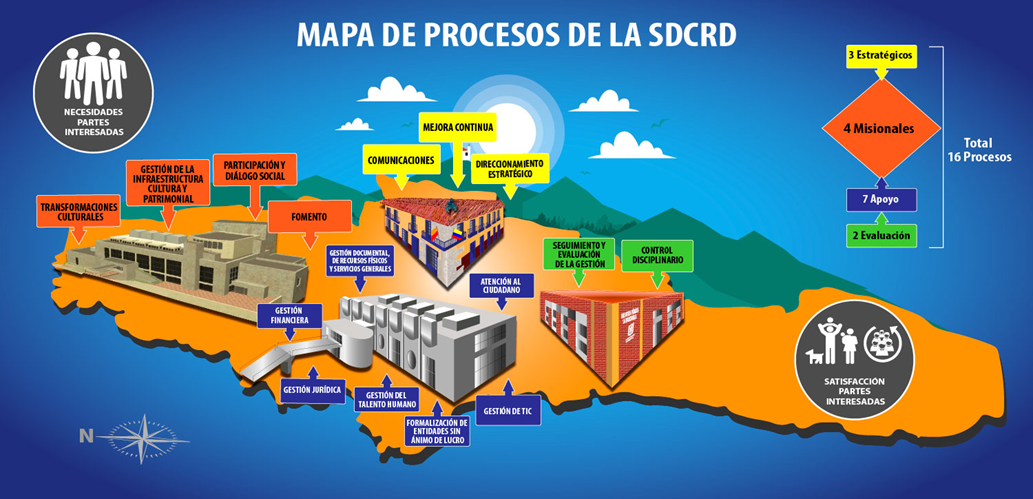 MAPA DE PROCESOS DE LA SDCRD
NECESIDADES
PARTES
INTERESADAS
3 Estratégicos
4 Misionales
Total
16 Procesos
7 Apoyo
2 Evaluación
MEJORA CONTINUA
COMUNICACIONES
DIRECCIONAMIENTO
ESTRATÉGICO
PARTICIPACIÓN Y
DIÁLOGO SOCIAL
GESTIÓN DE LA
INFRAESTRUCTURA
CULTURA Y
PATRIMONIAL
TRANSFORMACIONES
CULTURALES
FOMENTO
GESTIÓN DOCUMENTAL,
DE RECURSOS FÍSICOS
Y SERVICIOS GENERALES
SEGUIMIENTO Y
EVALUACIÓN
DE LA GESTIÓN
CONTROL
DISCIPLINARIO
ATENCIÓN AL
CIUDADANO
GESTIÓN
FINANCIERA
GESTIÓN JURÍDICA
GESTIÓN DEL
TALENTO HUMANO
FORMALIZACIÓN DE
ENTIDADES SIN
ÁNIMO DE LUCRO
GESTIÓN DE TIC
SATISFACCIÓN
PARTES
INTERESADAS
N